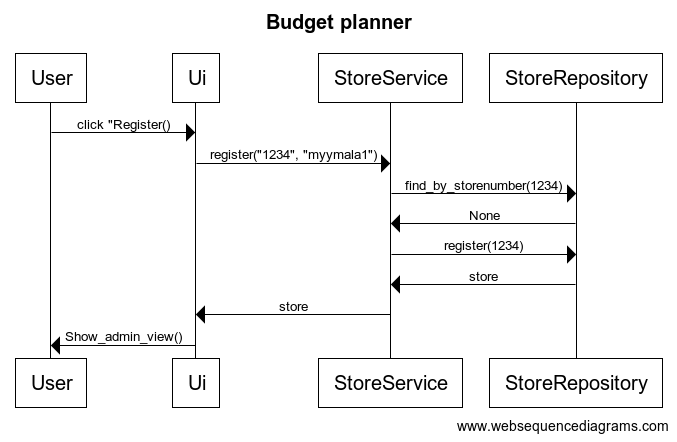 Budget planner
User Ui StoreService StoreRepository
click "Register()
register("1234", "myymala1")
find_by_storenumber(1234)
None
register(1234)
store
store
Show_admin_view()
User Ui StoreService StoreRepository
www.websequencediagrams.com